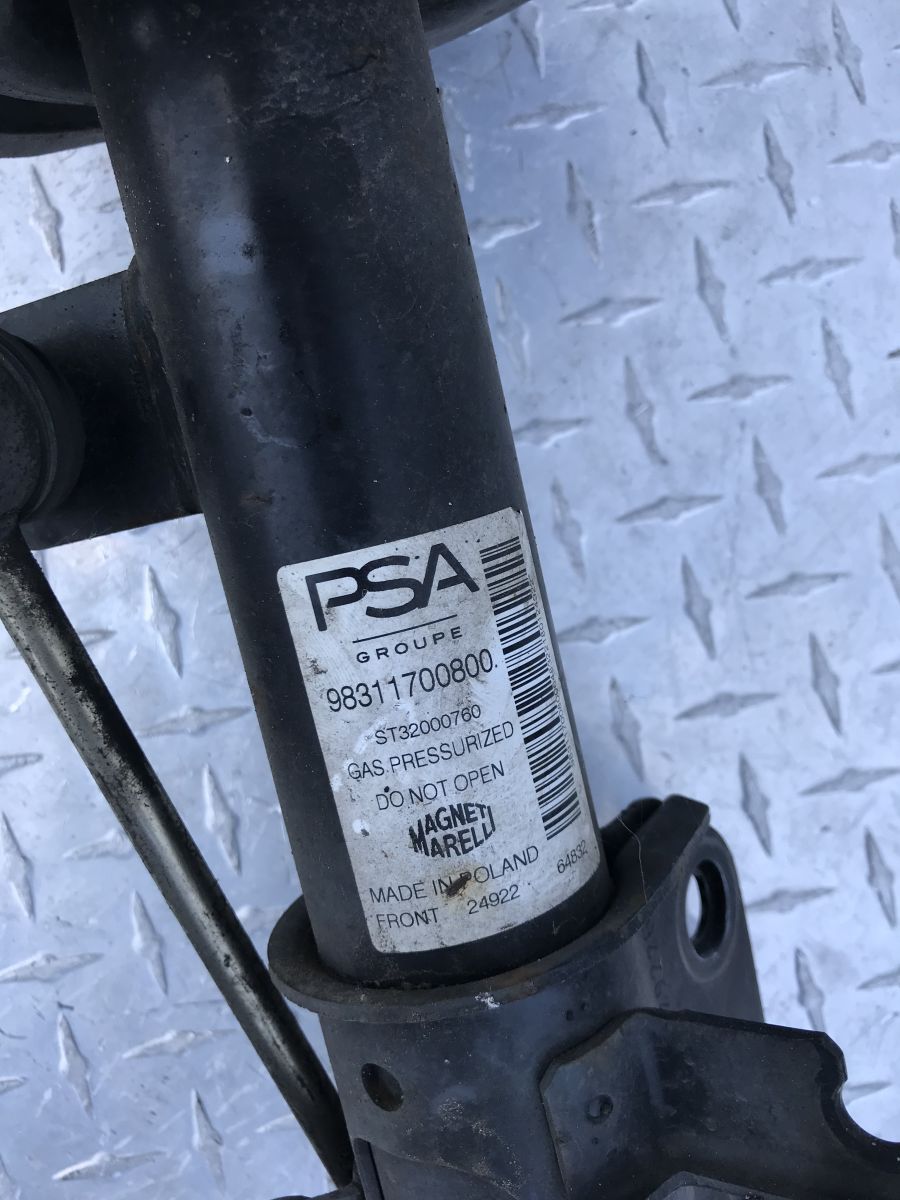 PSA
GROUPE
98311700800
ST32000760
GAS PRESSURIZED
DO NOT OPEN
MAGNETI
MARELLI
MADE IN POLAND
FRONT 24922 64832